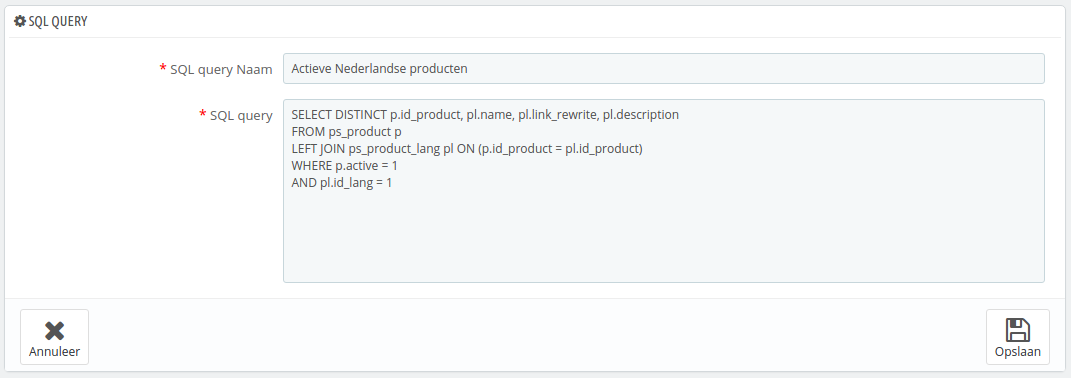 SQL QUERY
* SQL query Naam
Actieve Nederlandse producten
* SQL query
SELECT DISTINCT p.id_product, pl.name, pl.link_rewrite, pl.description
FROM ps_product p
LEFT JOIN ps_product_lang pl ON (p.id_product = pl.id_product)
WHERE p.active = 1
AND pl.id_lang = 1
Annuleer
Opslaan